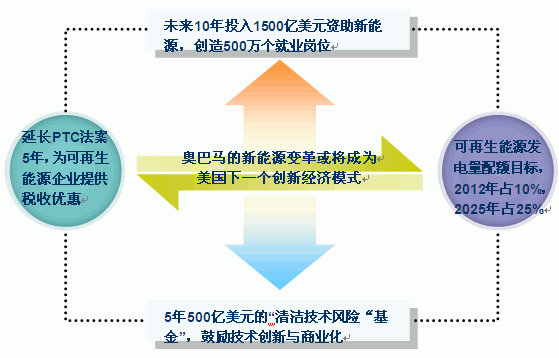 未来10年投入1500亿美元资助新能
源，创造500万个就业岗位
延长PTC法案
5年，为可再生
能源企业提供
税收优惠
奥巴马的新能源变革或将成为
美国下一个创新经济模式
可再生能源发
电量配额目标，
2012年占10%，
2025年占25%
5年500亿美元的“清洁技术风险“基
金”，鼓励技术创新与商业化